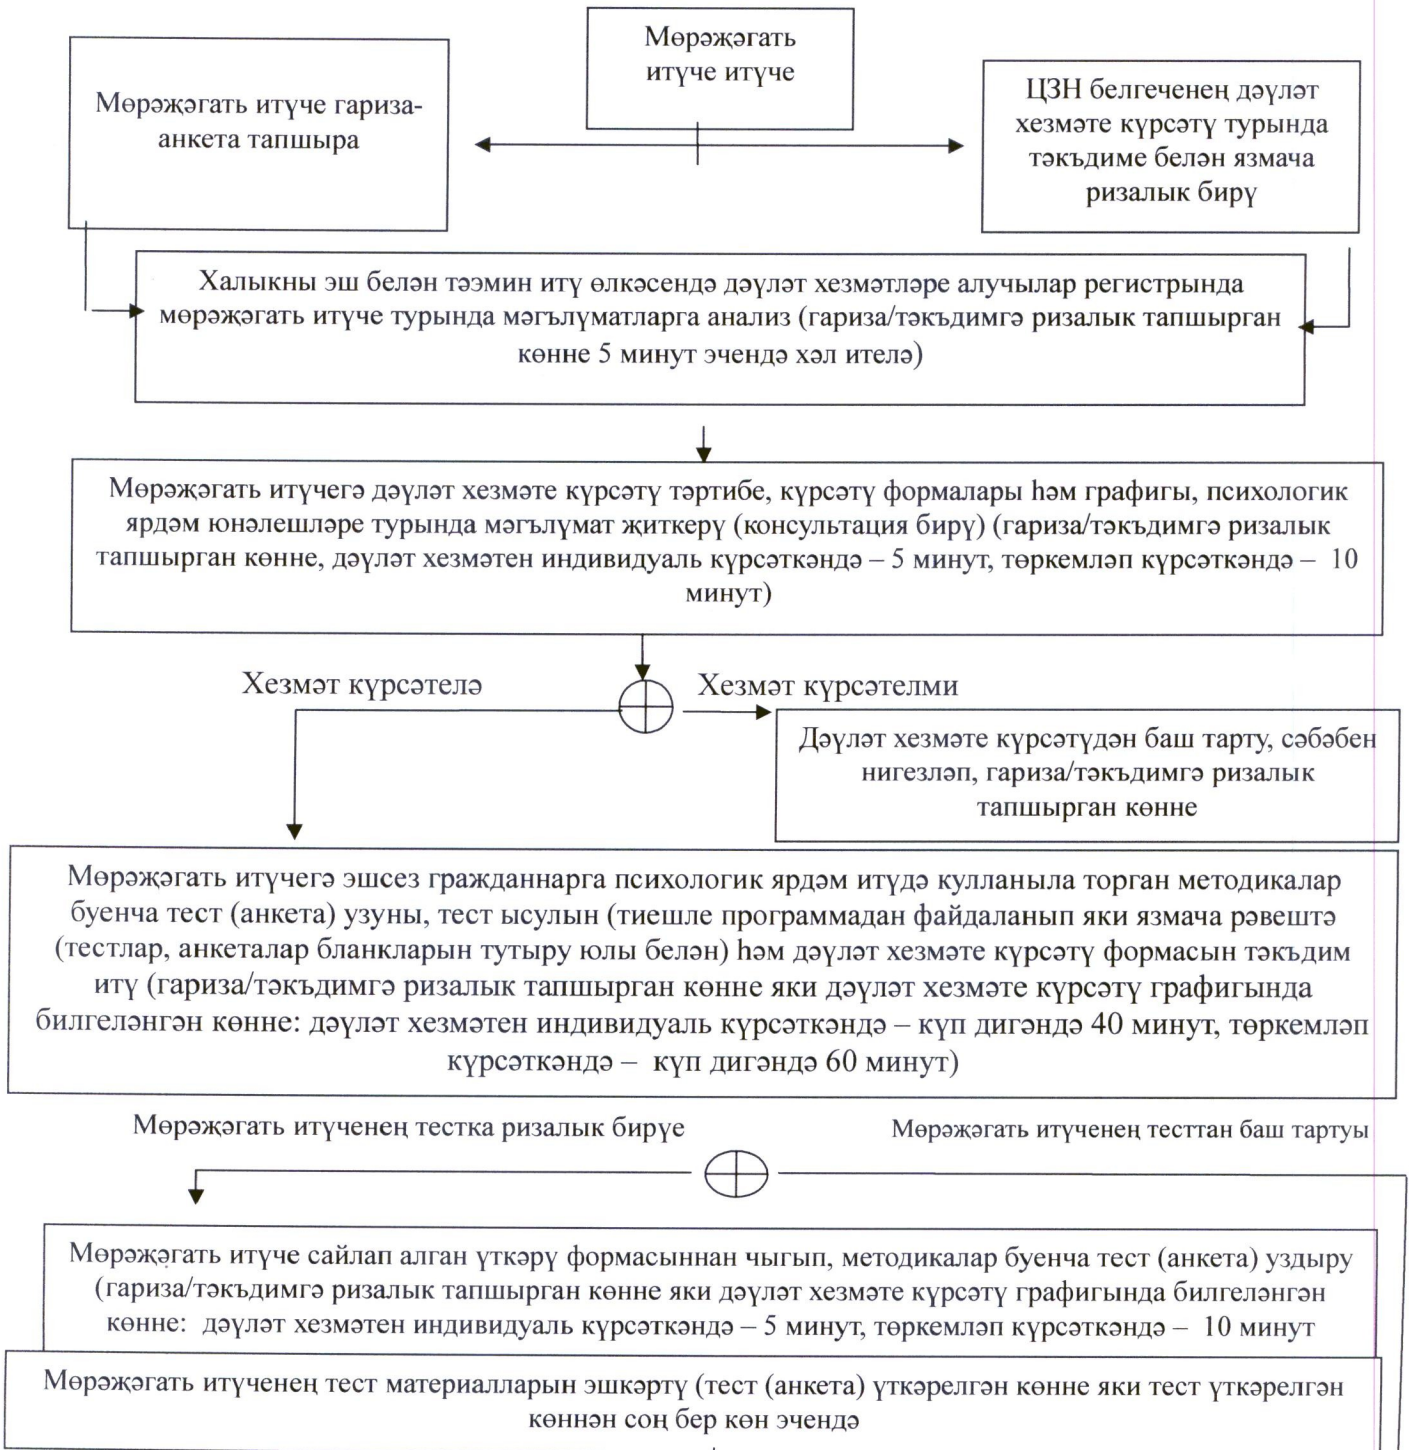 Мөрәҗәгать
итүче итүче
Мөрәҗәгать итүче гариза-
анкета тапшыра
ЦЗН белгеченең дәүләт
хезмәте күрсәтү турында
тәкъдиме белән язмача
ризалык бирү
Халыкны эш белән тәэмин итү өлкәсендә дәүләт хезмәтләре алучылар регистрында
мөрәҗәгать итүче турында мәгълүматларга анализ (гариза/тәкъдимгә ризалык тапшырган
көнне 5 минут эчендә хәл ителә)
Мөрәҗәгать итүчегә дәүләт хезмәте күрсәтү тәртибе, күрсәтү формалары һәм графигы, психологик
ярдәм юнәлешләре турында мәгълүмат җиткерү (консультация бирү) (гариза/тәкъдимгә ризалык
тапшырган көнне, дәүләт хезмәтен индивидуаль күрсәткәндә – 5 минут, төркемләп күрсәткәндә – 10
минут)
Хезмәт күрсәтелә
Хезмәт күрсәтелми
Дәүләт хезмәте күрсәтүдән баш тарту, сәбәбен
нигезләп, гариза/тәкъдимгә ризалык
тапшырган көнне
Мөрәҗәгать итүчегә эшсез гражданнарга психологик ярдәм итүдә кулланыла торган методикалар
буенча тест (анкета) узуны, тест ысулын (тиешле программадан файдаланып яки язмача рәвештә
(тестлар, анкеталар бланкларын тутыру юлы белән) һәм дәүләт хезмәте күрсәтү формасын тәкъдим
итү (гариза/тәкъдимгә ризалык тапшырган көнне яки дәүләт хезмәте күрсәтү графигында
билгеләнгән көнне: дәүләт хезмәтен индивидуаль күрсәткәндә – күп дигәндә 40 минут, төркемләп
күрсәткәндә – күп дигәндә 60 минут)
Мөрәҗәгать итүченең тестка ризалык бирүе
Мөрәҗәгать итүченең тесттан баш тартуы
Мөрәҗәгать итүче сайлап алган үткәрү формасыннан чыгып, методикалар буенча тест (анкета) уздыру
(гариза/тәкъдимгә ризалык тапшырган көнне яки дәүләт хезмәте күрсәтү графигында билгеләнгән
көнне: дәүләт хезмәтен индивидуаль күрсәткәндә – 5 минут, төркемләп күрсәткәндә – 10 минут
Мөрәҗәгать итүченең тест материалларын эшкәртү (тест (анкета) үткәрелгән көнне яки тест үткәрелгән
көннән соң бер көн эчендә